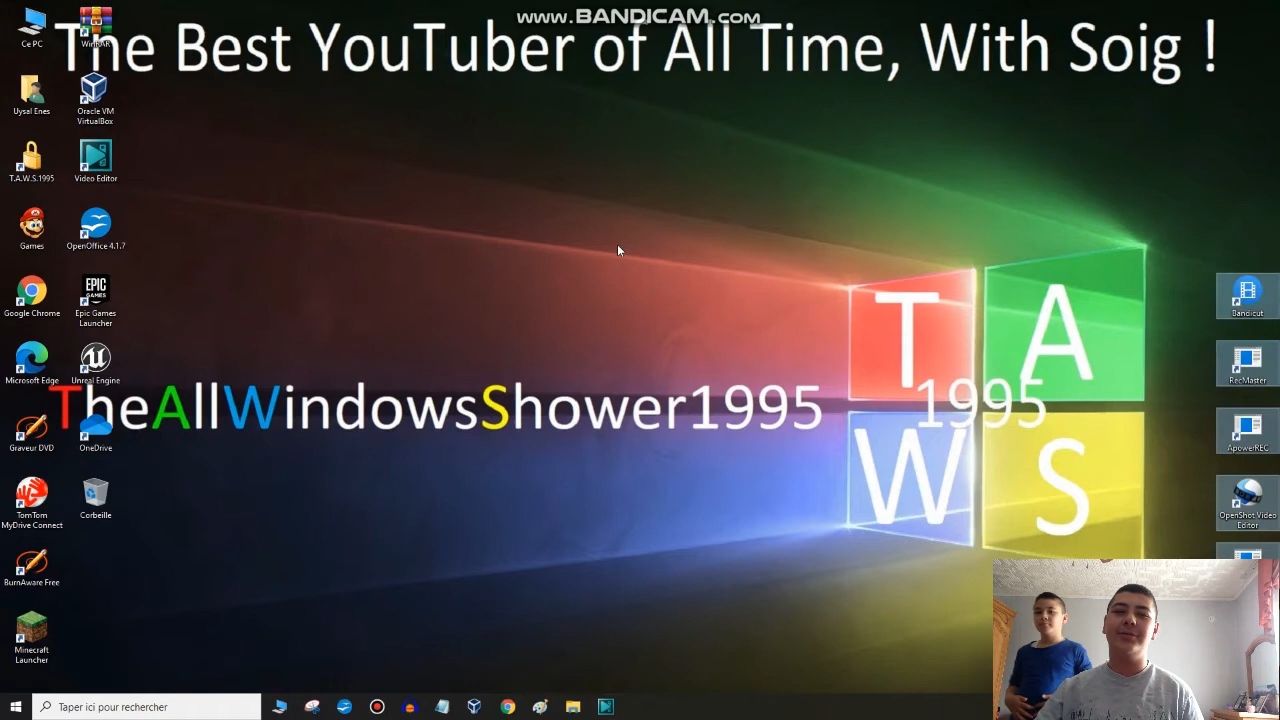 www.BANDICAM.com
The Best YouTuber of All Time, With Soig !
Ce PC
WinRAR
Uysal Enes
Oracle VM
VirtualBox
T.A.W.S.1995
Video Editor
Games
OpenOffice 4.1.7
Google Chrome
EPIC
GAMES
Epic Games
Launcher
Microsoft Edge
Unreal Engine
Graveur DVD
OneDrive
TomTom
MyDrive Connect
Corbeille
BurnAware Free
Minecraft
Launcher
TheAllWindowsShower1995
T A
1995
W S
Bandicut
RecMaster
ApowerREC
OpenShot Video
Editor
Taper ici pour rechercher